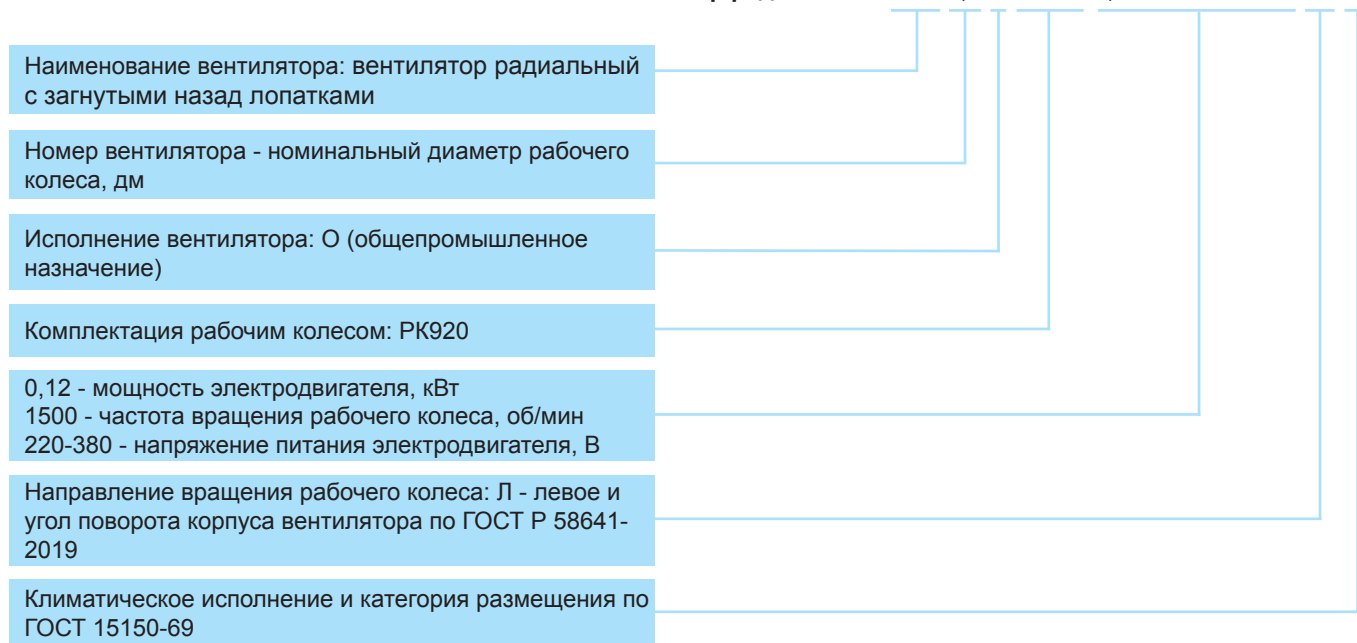 Наименование вентилятора: вентилятор радиальный
с загнутыми назад лопатками
Номер вентилятора - номинальный диаметр рабочего
колеса, дм
Исполнение вентилятора: О (общепромышленное
назначение)
Комплектация рабочим колесом: РК920
0,12 - мощность электродвигателя, кВт
1500 - частота вращения рабочего колеса, об/мин
220-380 - напряжение питания электродвигателя, В
Направление вращения рабочего колеса: Л - левое и
угол поворота корпуса вентилятора по ГОСТ Р 58641-
2019
Климатическое исполнение и категория размещения по
ГОСТ 15150-69